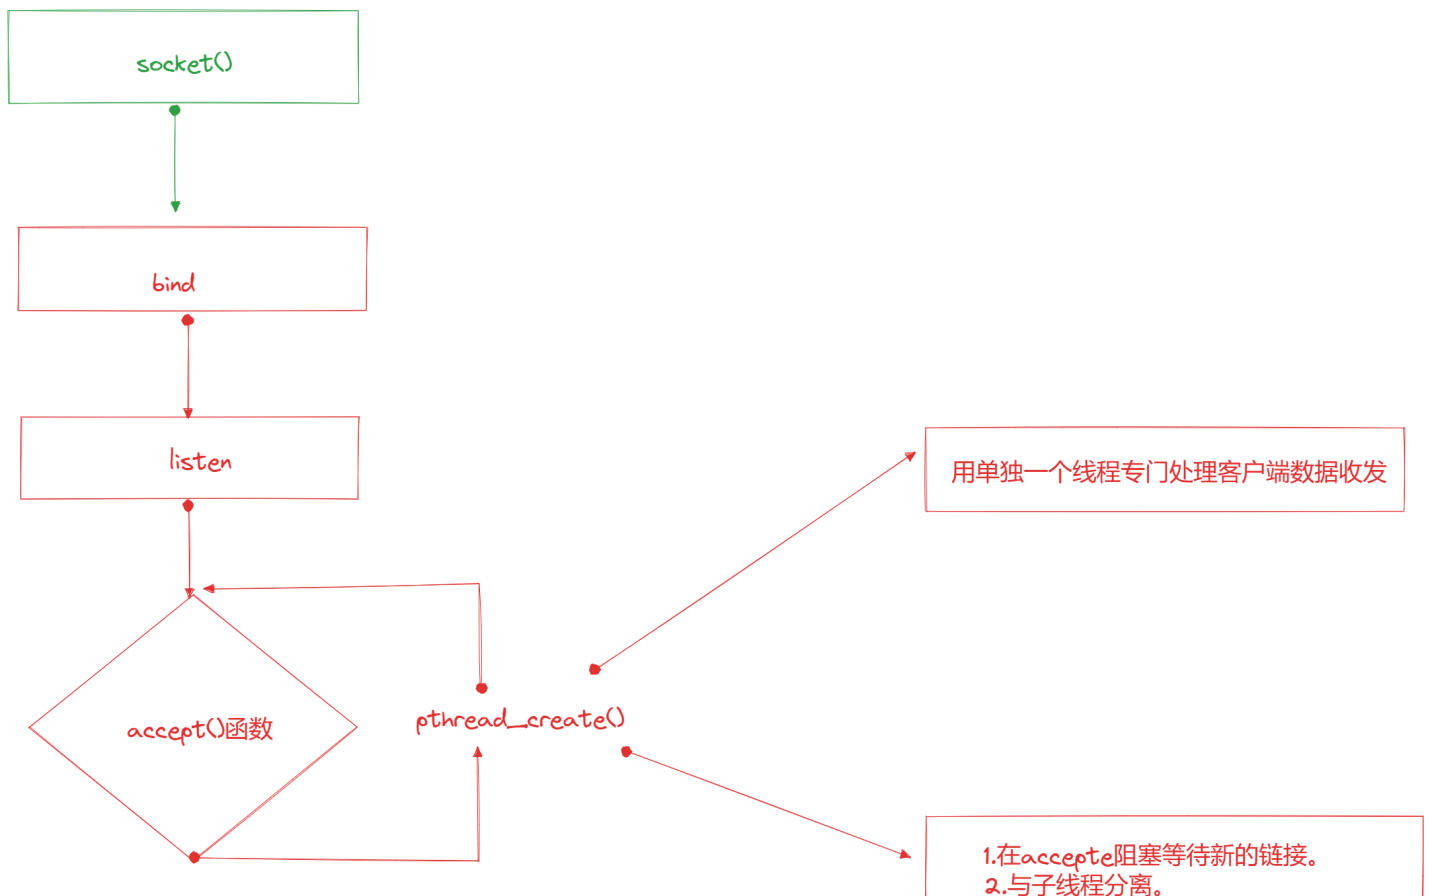 socket()
bind
listen
用单独一个线程专门处理客户端数据收发
accept()函数
pthread_create()
1.在accepte阻塞等待新的链接。
2.与子线程分离。